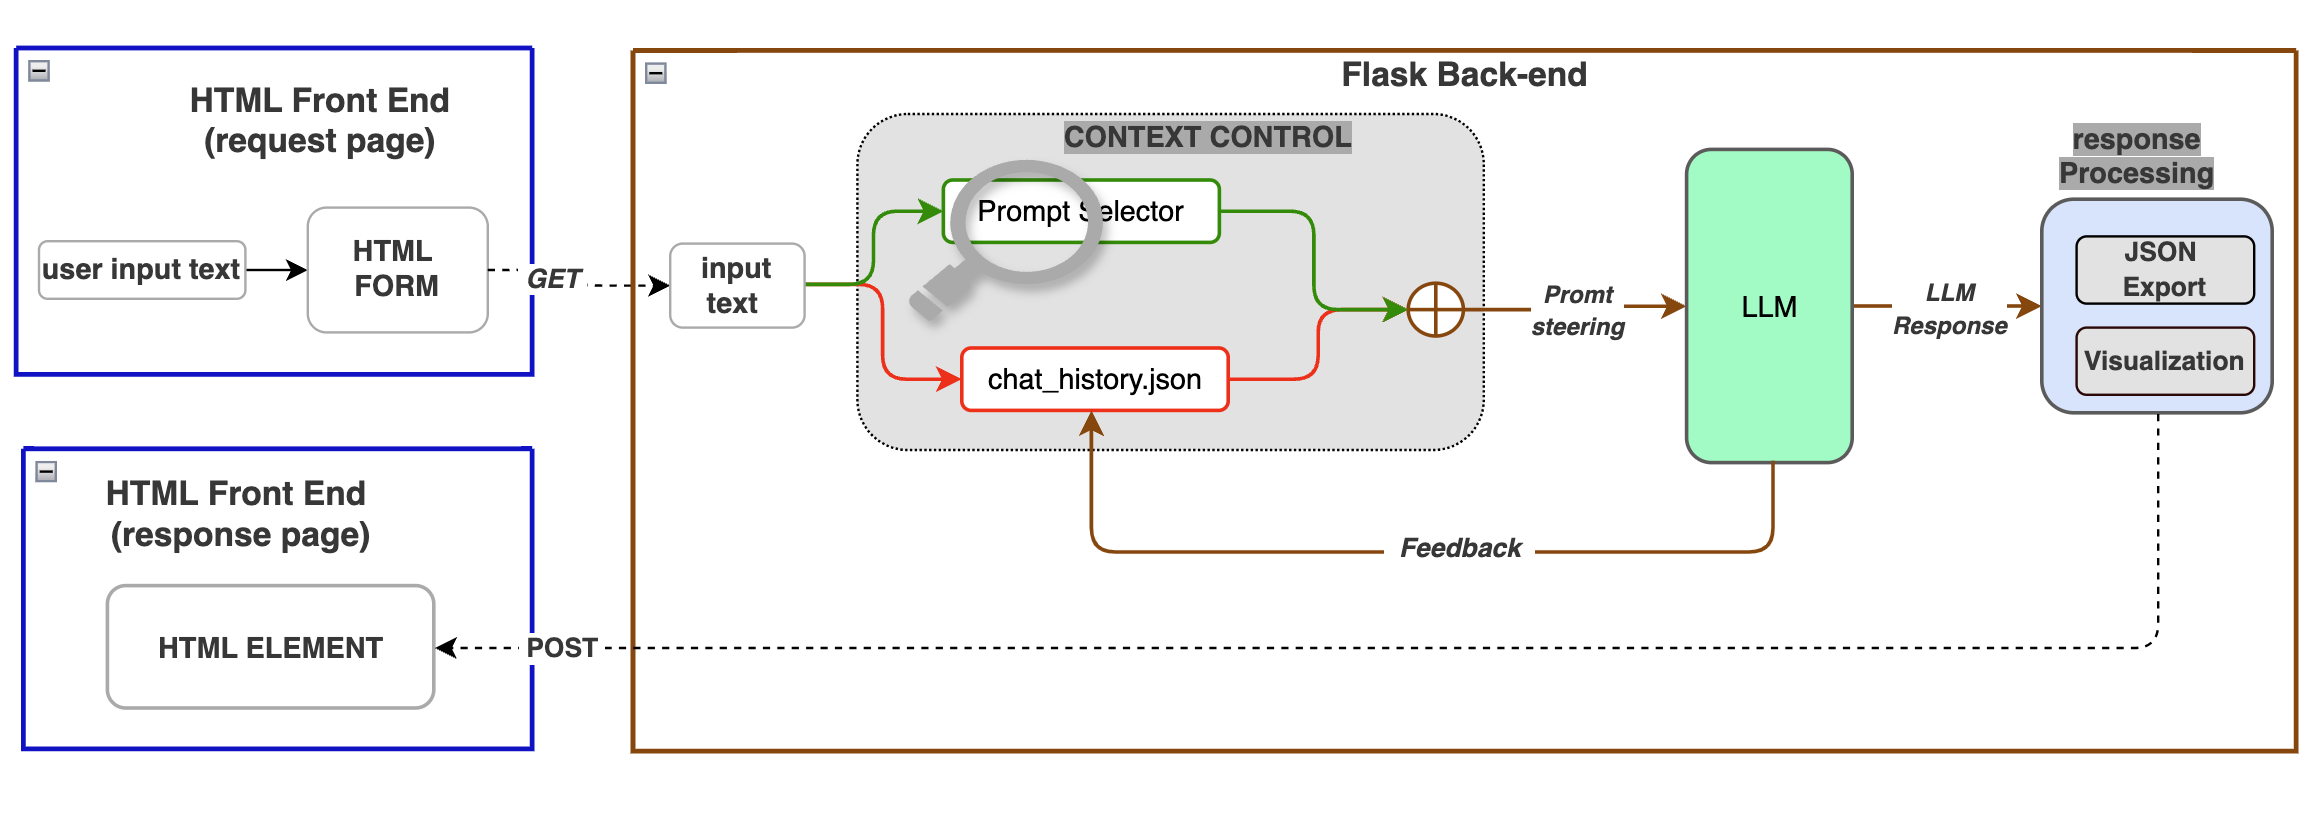 HTML Front End
(request page)
user input text
HTML
FORM
GET
Flask Back-end
input
text
CONTEXT CONTROL
Prompt Selector
chat_history.json
Promt
steering
LLM
LLM
Response
response
Processing
JSON
Export
Visualization
Feedback
HTML Front End
(response page)
HTML ELEMENT
POST